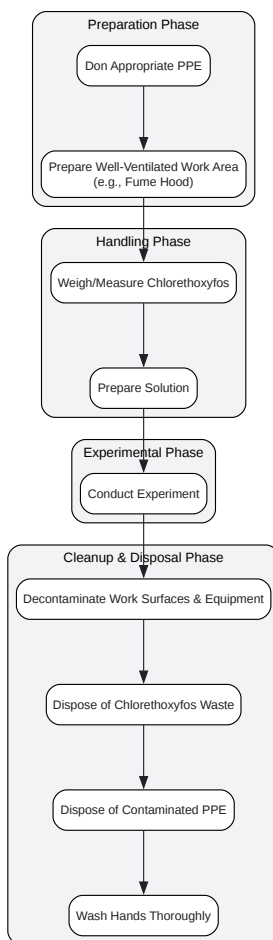 Preparation Phase
Don Appropriate PPE
Prepare Well-Ventilated Work Area
(e.g., Fume Hood)
Handling Phase
Weigh/Measure Chlorethoxyfos
Prepare Solution
Experimental Phase
Conduct Experiment
Cleanup & Disposal Phase
Decontaminate Work Surfaces & Equipment
Dispose of Chlorethoxyfos Waste
Dispose of Contaminated PPE
Wash Hands Thoroughly